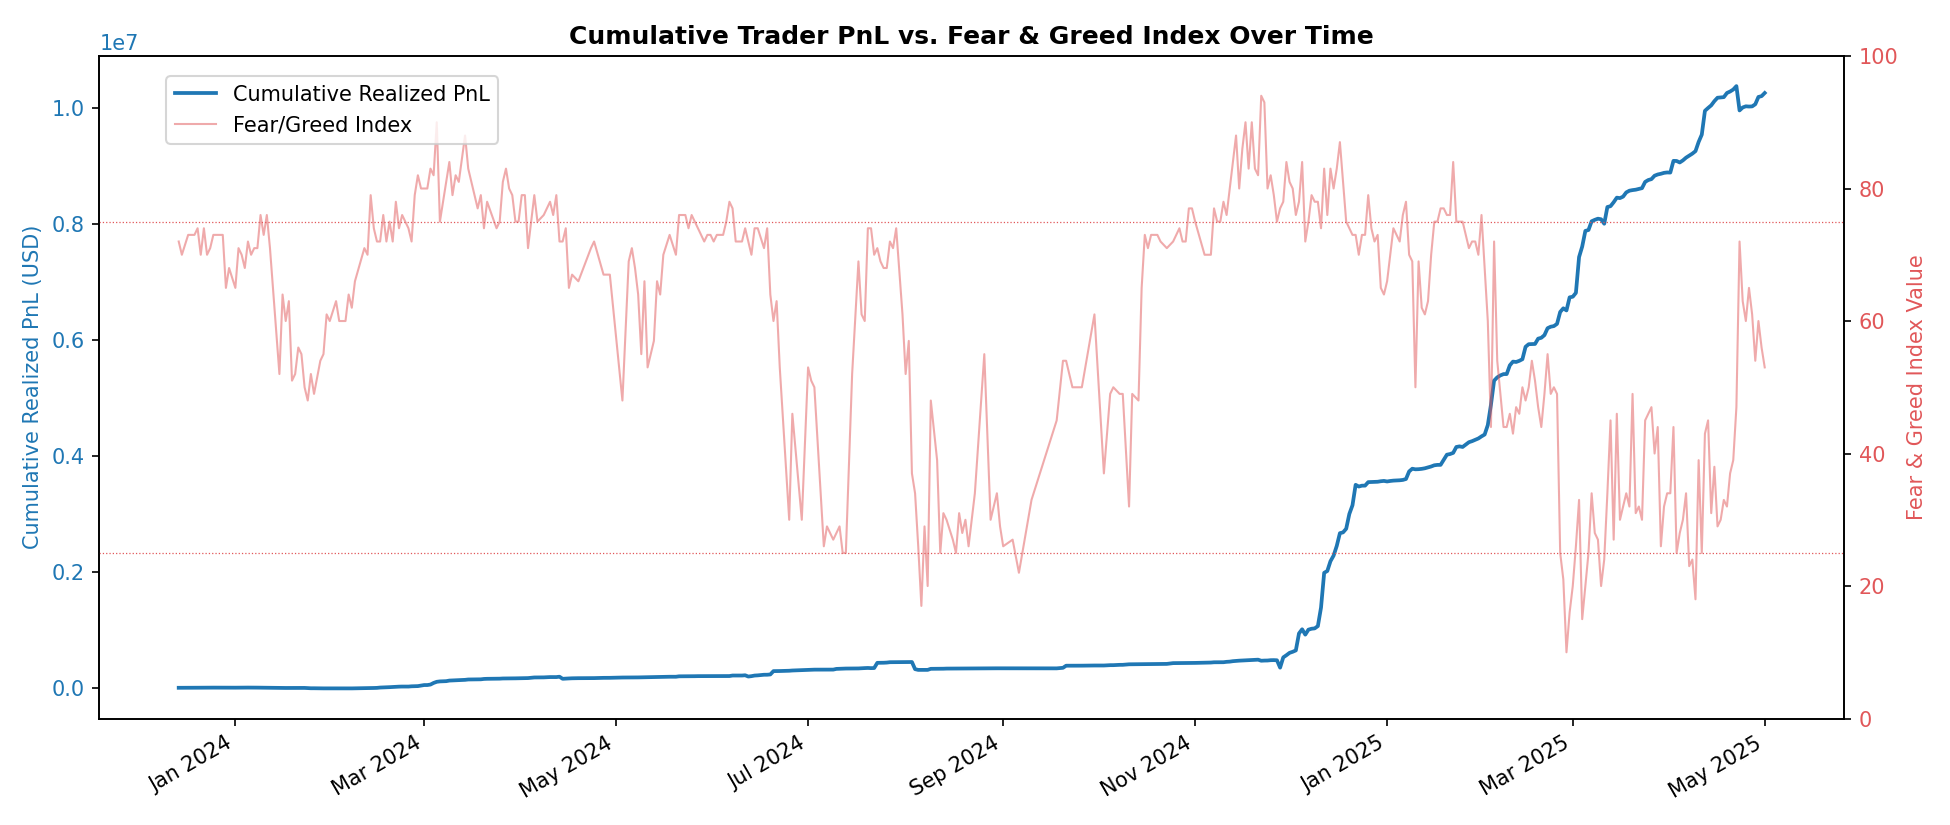 Cumulative Trader PnL vs. Fear & Greed Index Over Time
1e7
Cumulative Realized PnL
Fear/Greed Index
Cumulative Realized PnL (USD)
1.0
0.8
0.6
0.4
0.2
0.0
100
80
60
40
20
0
Fear & Greed Index Value
Jan 2024
Mar 2024
May 2024
Jul 2024
Sep 2024
Nov 2024
Jan 2025
Mar 2025
May 2025